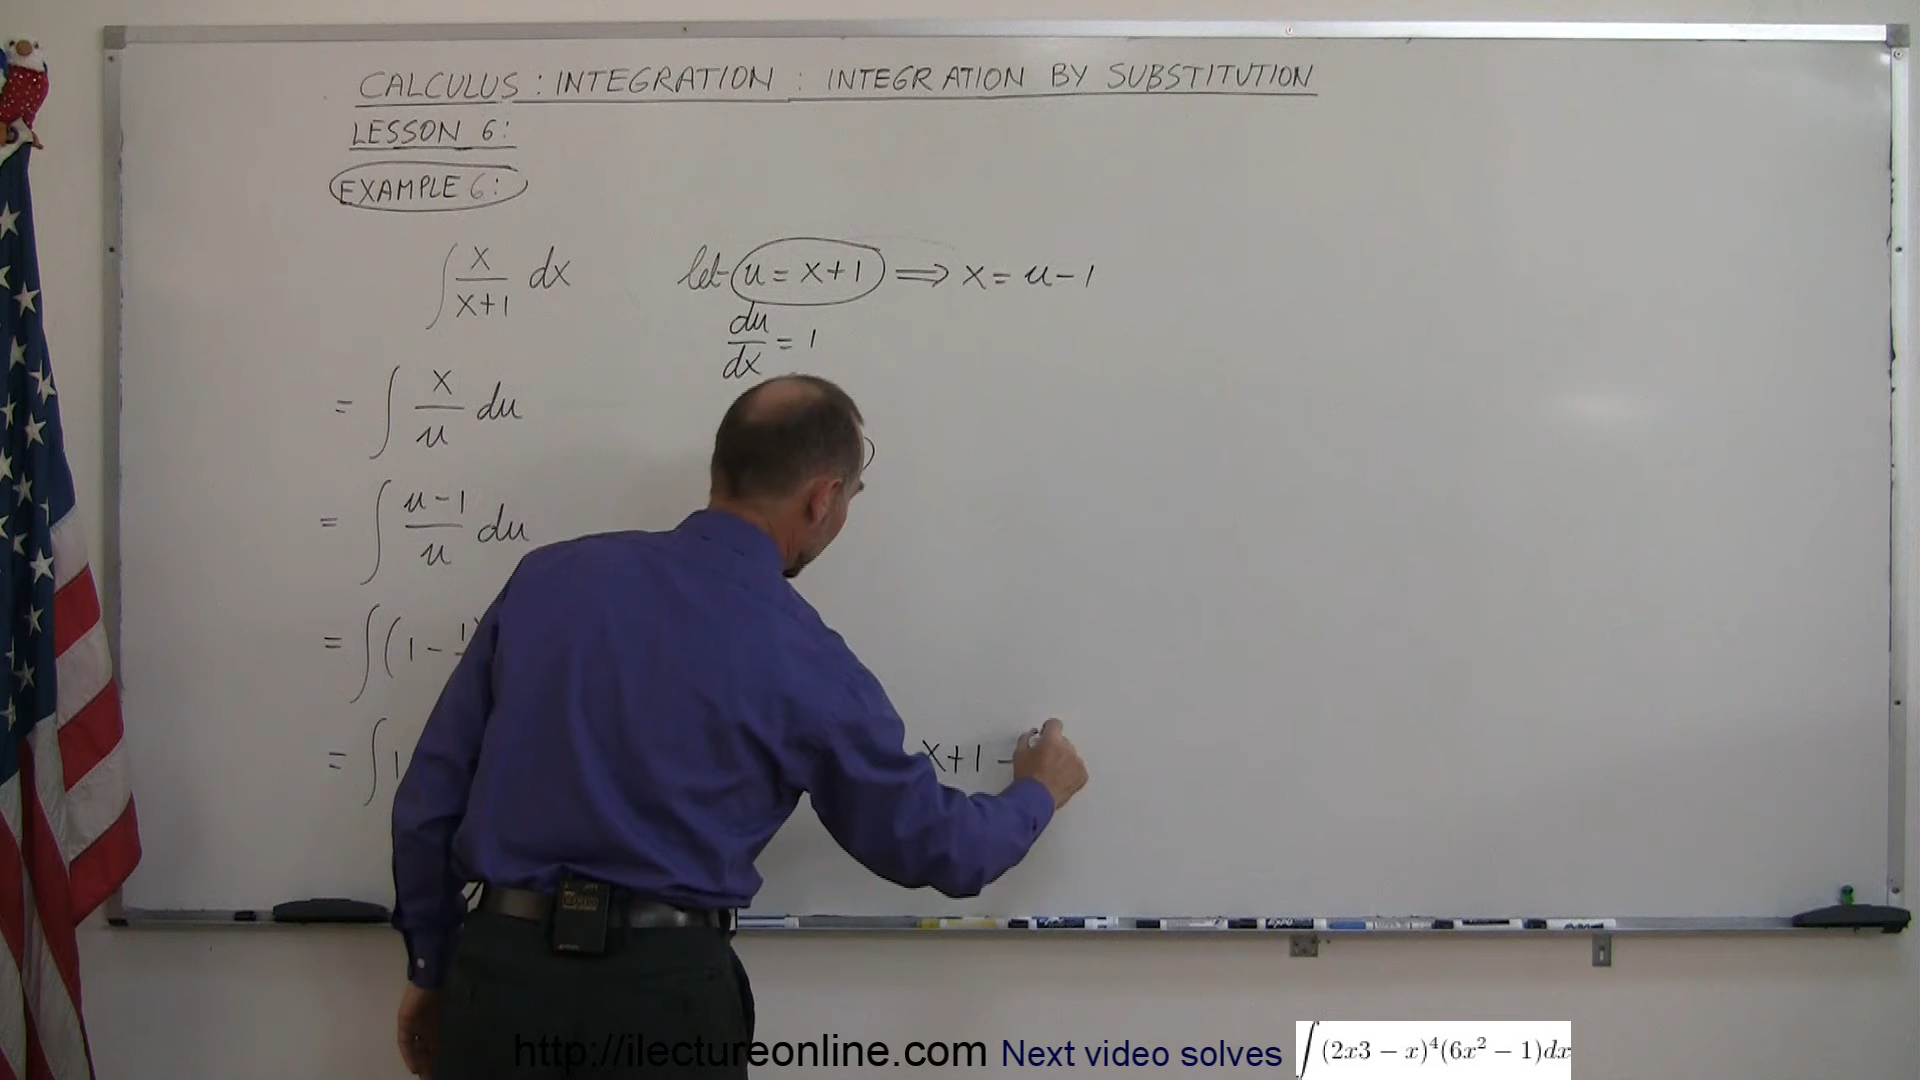 CALCULUS : INTEGRATION : INTEGRATION BY SUBSTITUTION
LESSON 6:
EXAMPLE 6:
∫ x/(x+1) dx let u = x+1 ⟹ x = u-1
du/dx = 1
= ∫ x/u du
= ∫ (u-1)/u du
= ∫ ( 1 - 1
= ∫ 1 x+1 -
http://ilectureonline.com Next video solves ∫(2x3 − x)⁴(6x² − 1)dx